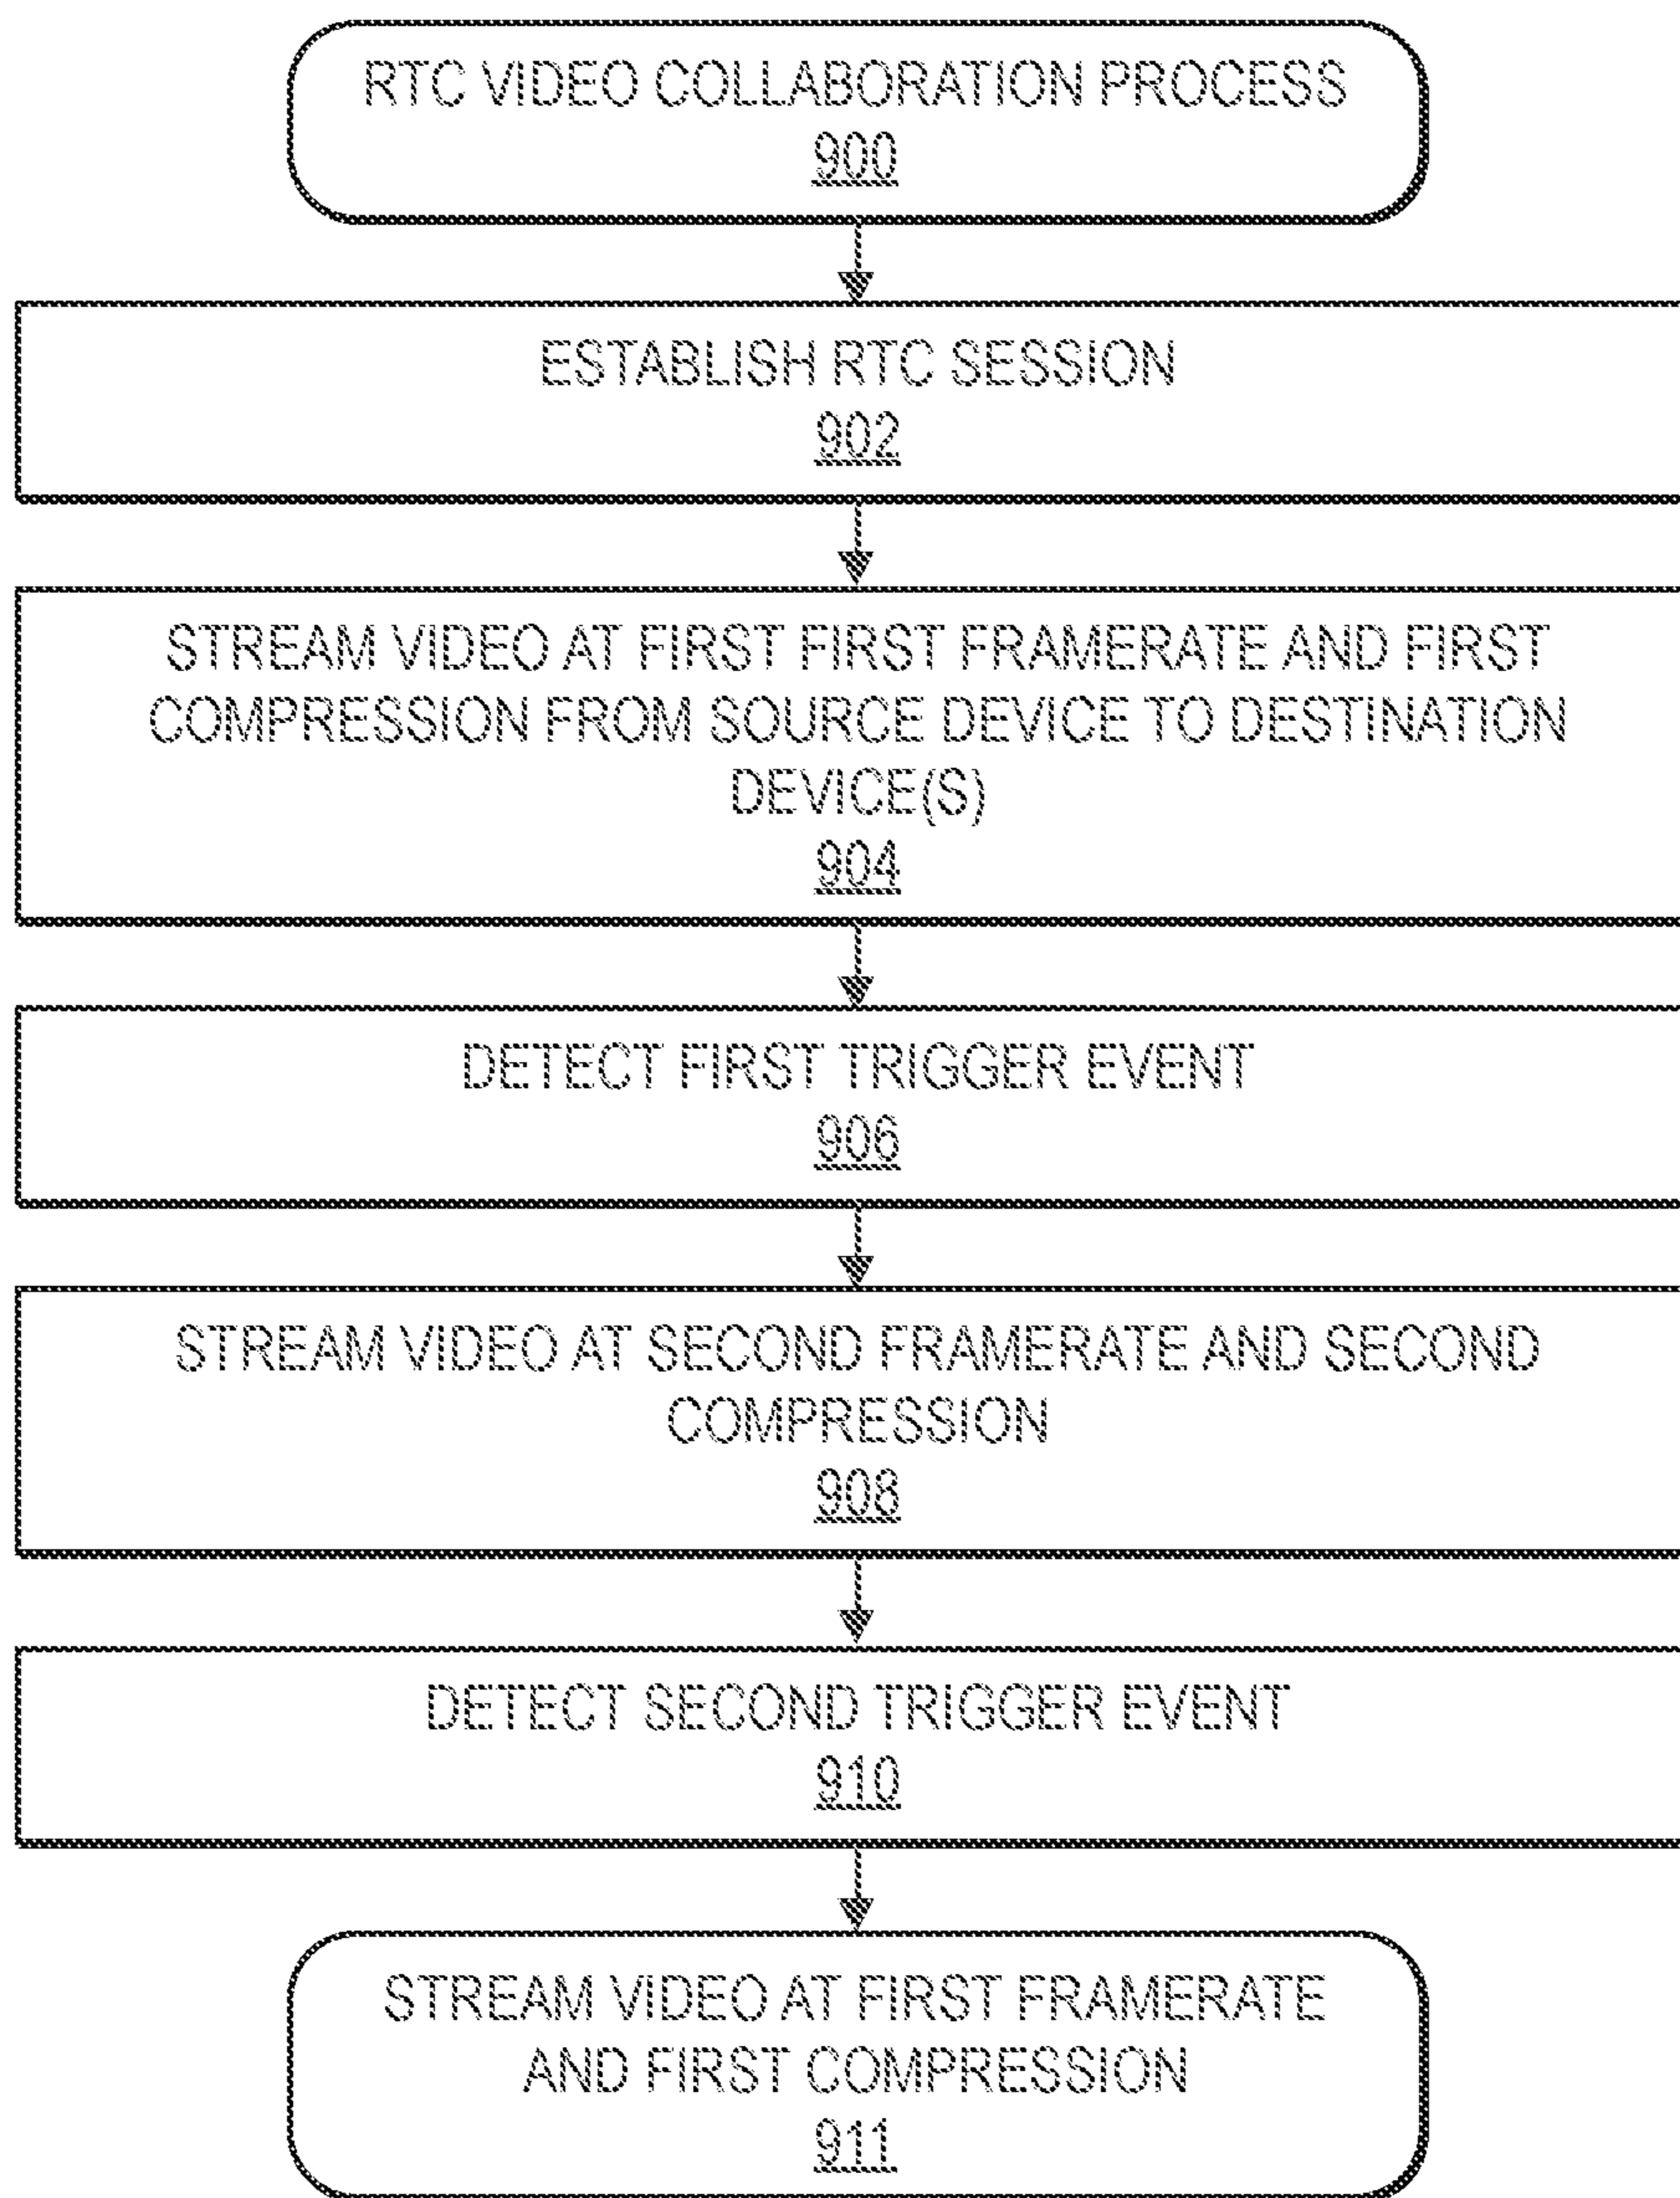 RTC VIDEO COLLABORATION PROCESS
900
ESTABLISH RTC SESSION
902
STREAM VIDEO AT FIRST FIRST FRAMERATE AND FIRST
COMPRESSION FROM SOURCE DEVICE TO DESTINATION
DEVICE(S)
904
DETECT FIRST TRIGGER EVENT
906
STREAM VIDEO AT SECOND FRAMERATE AND SECOND
COMPRESSION
908
DETECT SECOND TRIGGER EVENT
910
STREAM VIDEO AT FIRST FRAMERATE
AND FIRST COMPRESSION
911